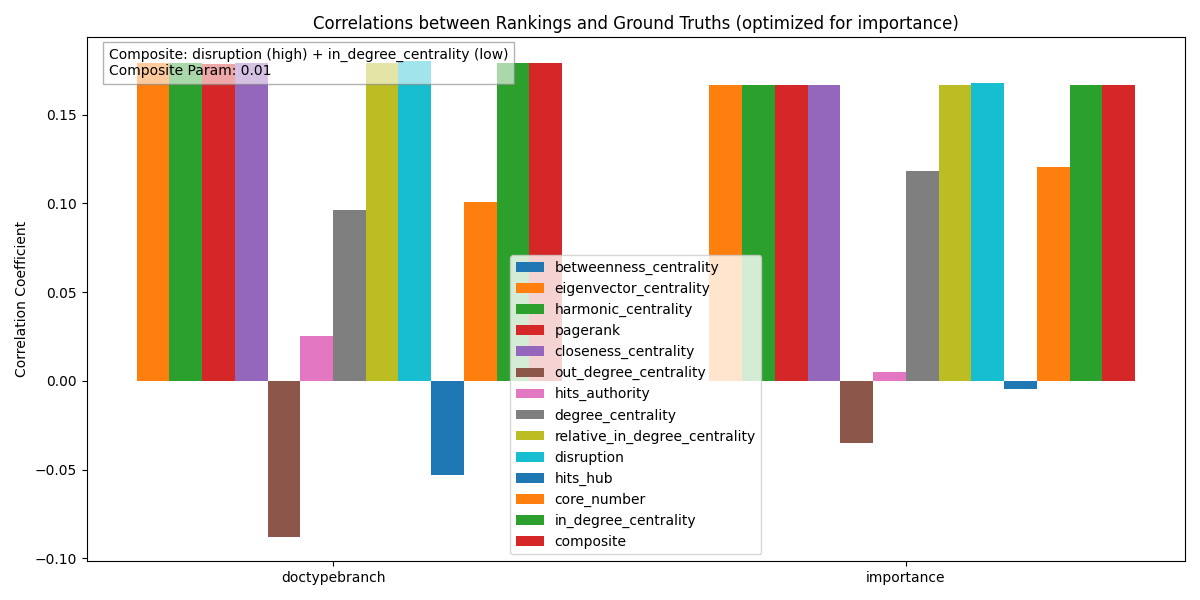 Correlations between Rankings and Ground Truths (optimized for importance)
Composite: disruption (high) + in_degree_centrality (low)
Composite Param: 0.01
Correlation Coefficient
0.15
0.10
0.05
0.00
−0.05
−0.10
betweenness_centrality
eigenvector_centrality
harmonic_centrality
pagerank
closeness_centrality
out_degree_centrality
hits_authority
degree_centrality
relative_in_degree_centrality
disruption
hits_hub
core_number
in_degree_centrality
composite
doctypebranch
importance